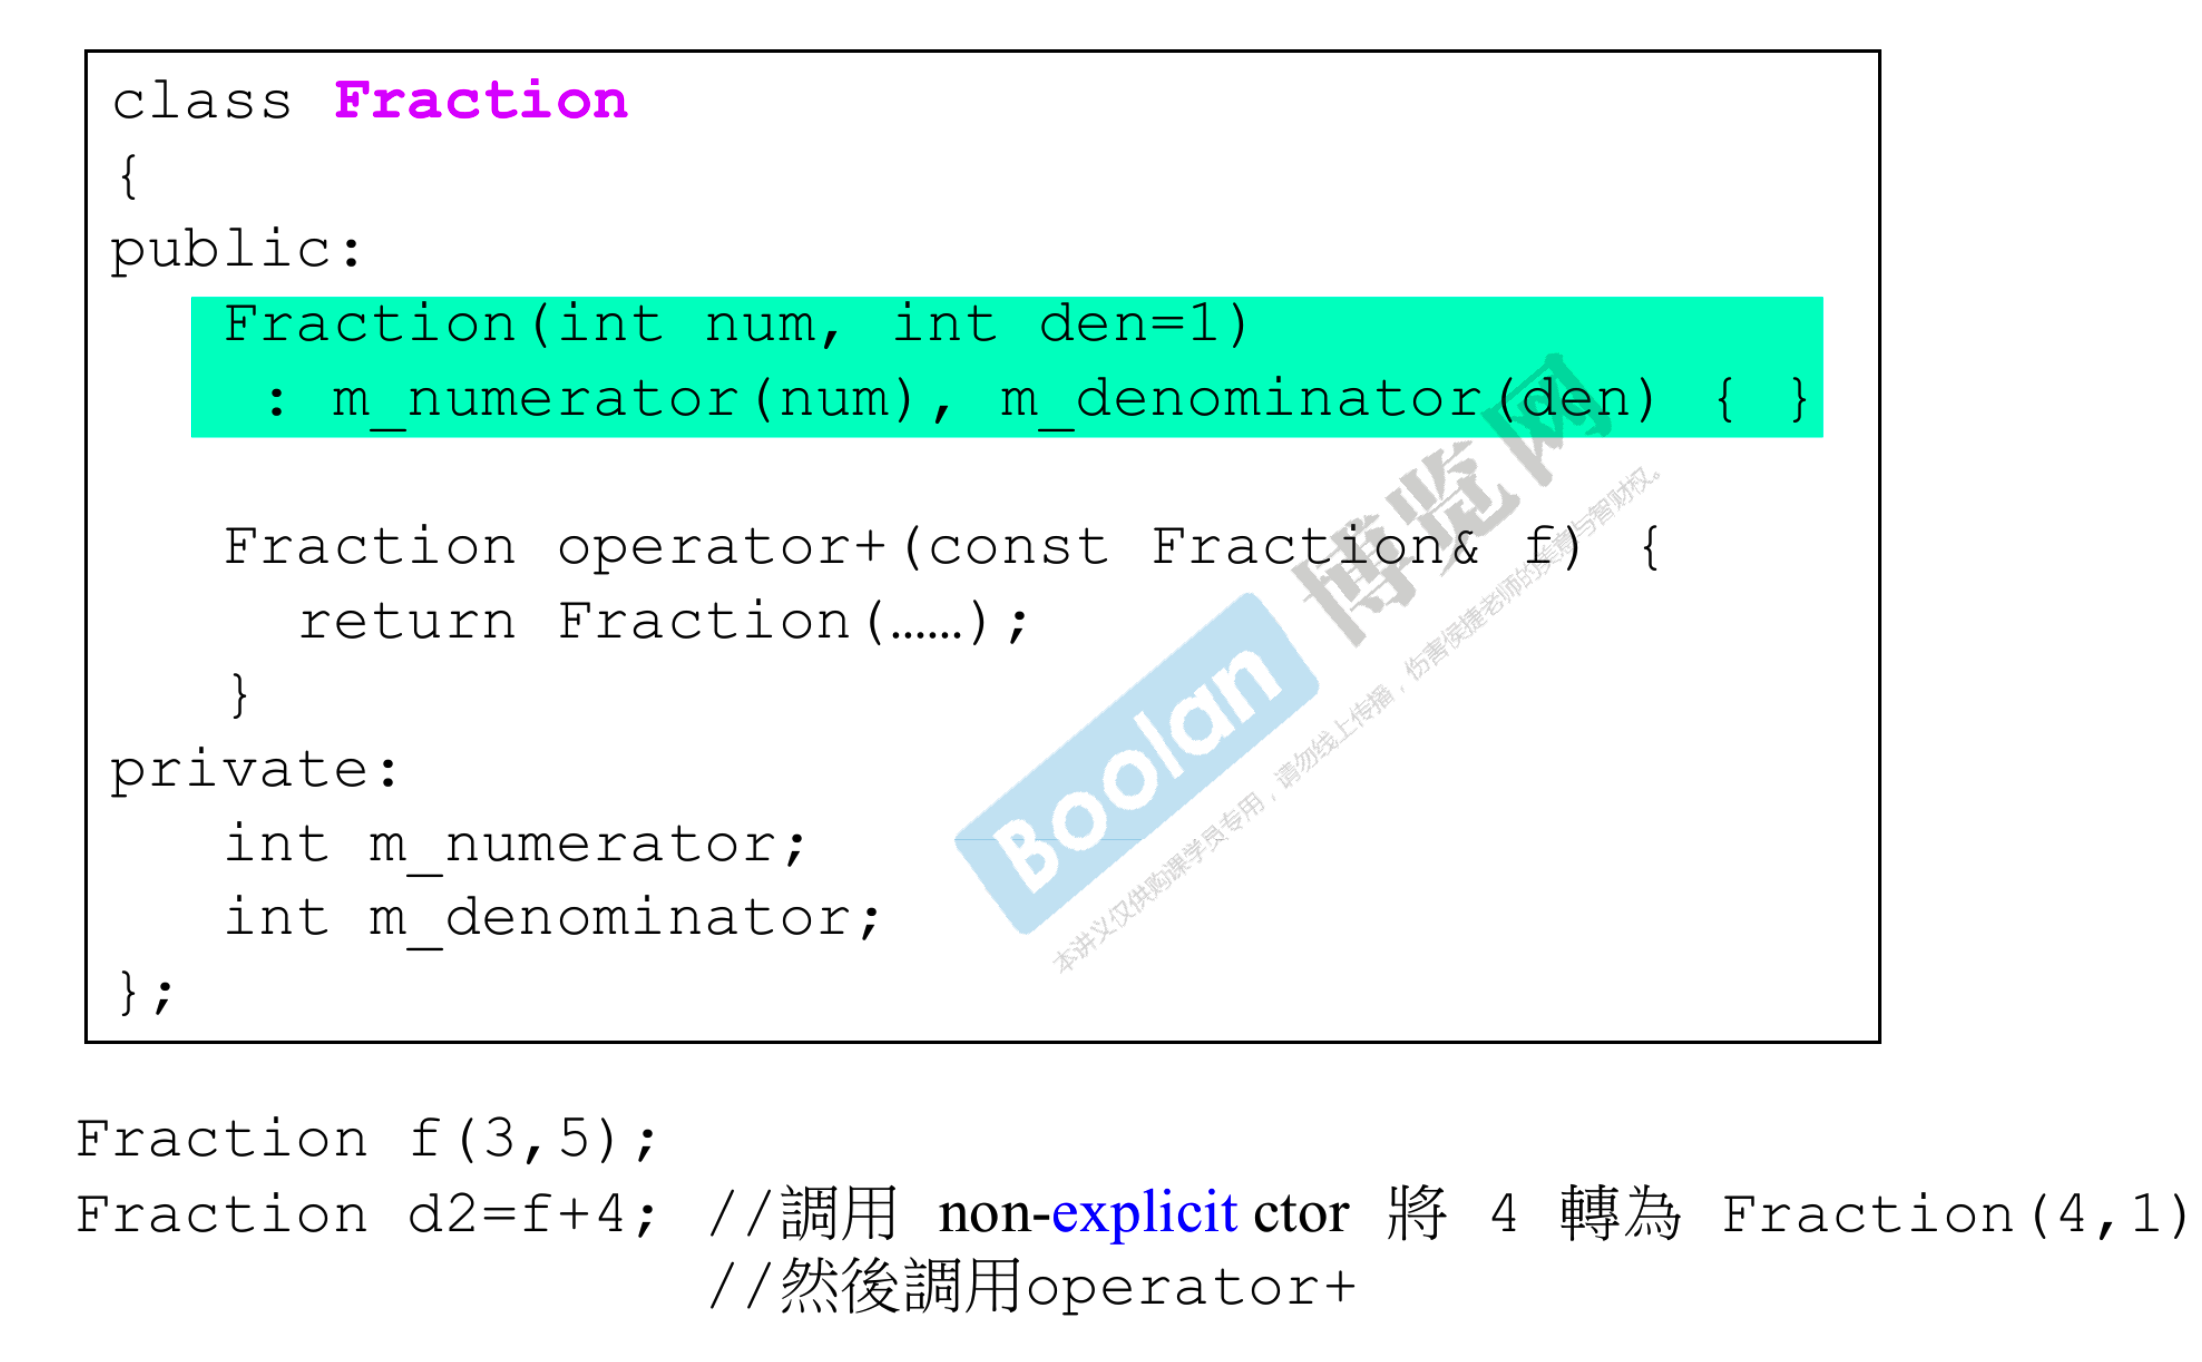 class Fraction
{
public:
Fraction(int num, int den=1)
: m_numerator(num), m_denominator(den) { }
Fraction operator+(const Fraction& f) {
return Fraction(……);
}
private:
int m_numerator;
int m_denominator;
};
Boolan 博览网
本讲义仅供购课学员专用，请勿线上传播，伤害侯捷老师的美意与智财权。
Fraction f(3,5);
Fraction d2=f+4; //調用 non-explicit ctor 將 4 轉為 Fraction(4,1)
//然後調用operator+